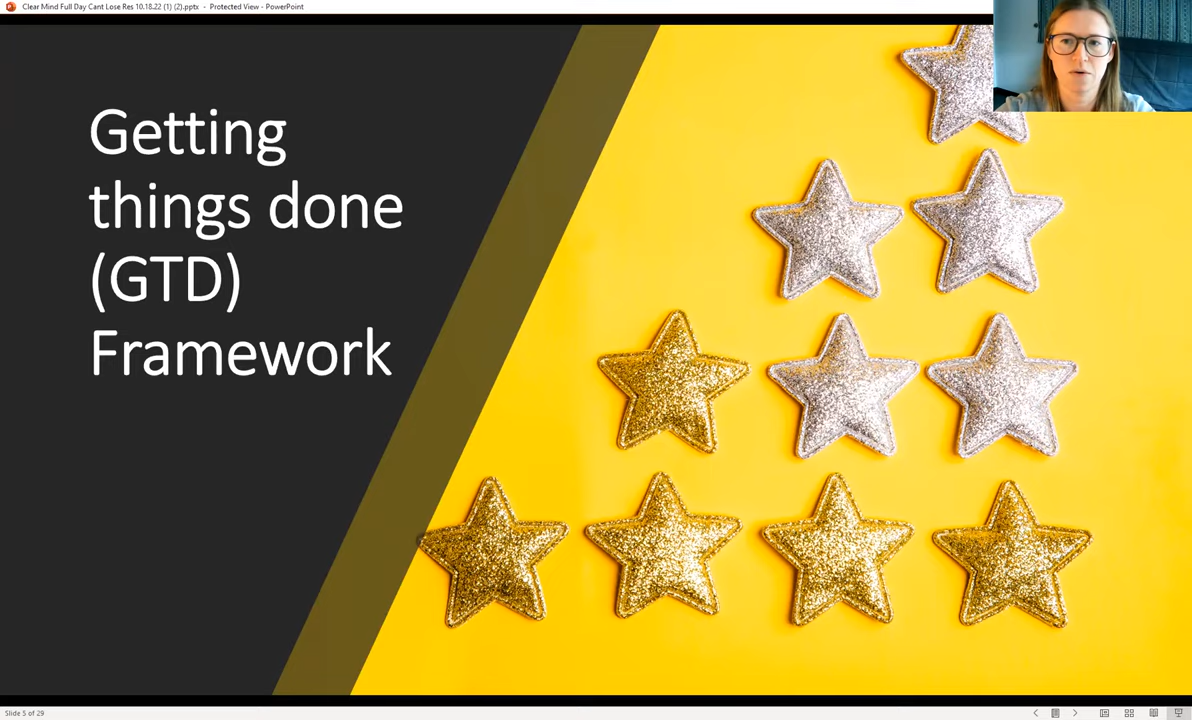 Clear Mind Full Day Cant Lose Res 10.18.22 (1) (2).pptx - Protected View - PowerPoint
Getting
things done
(GTD)
Framework
Slide 5 of 29